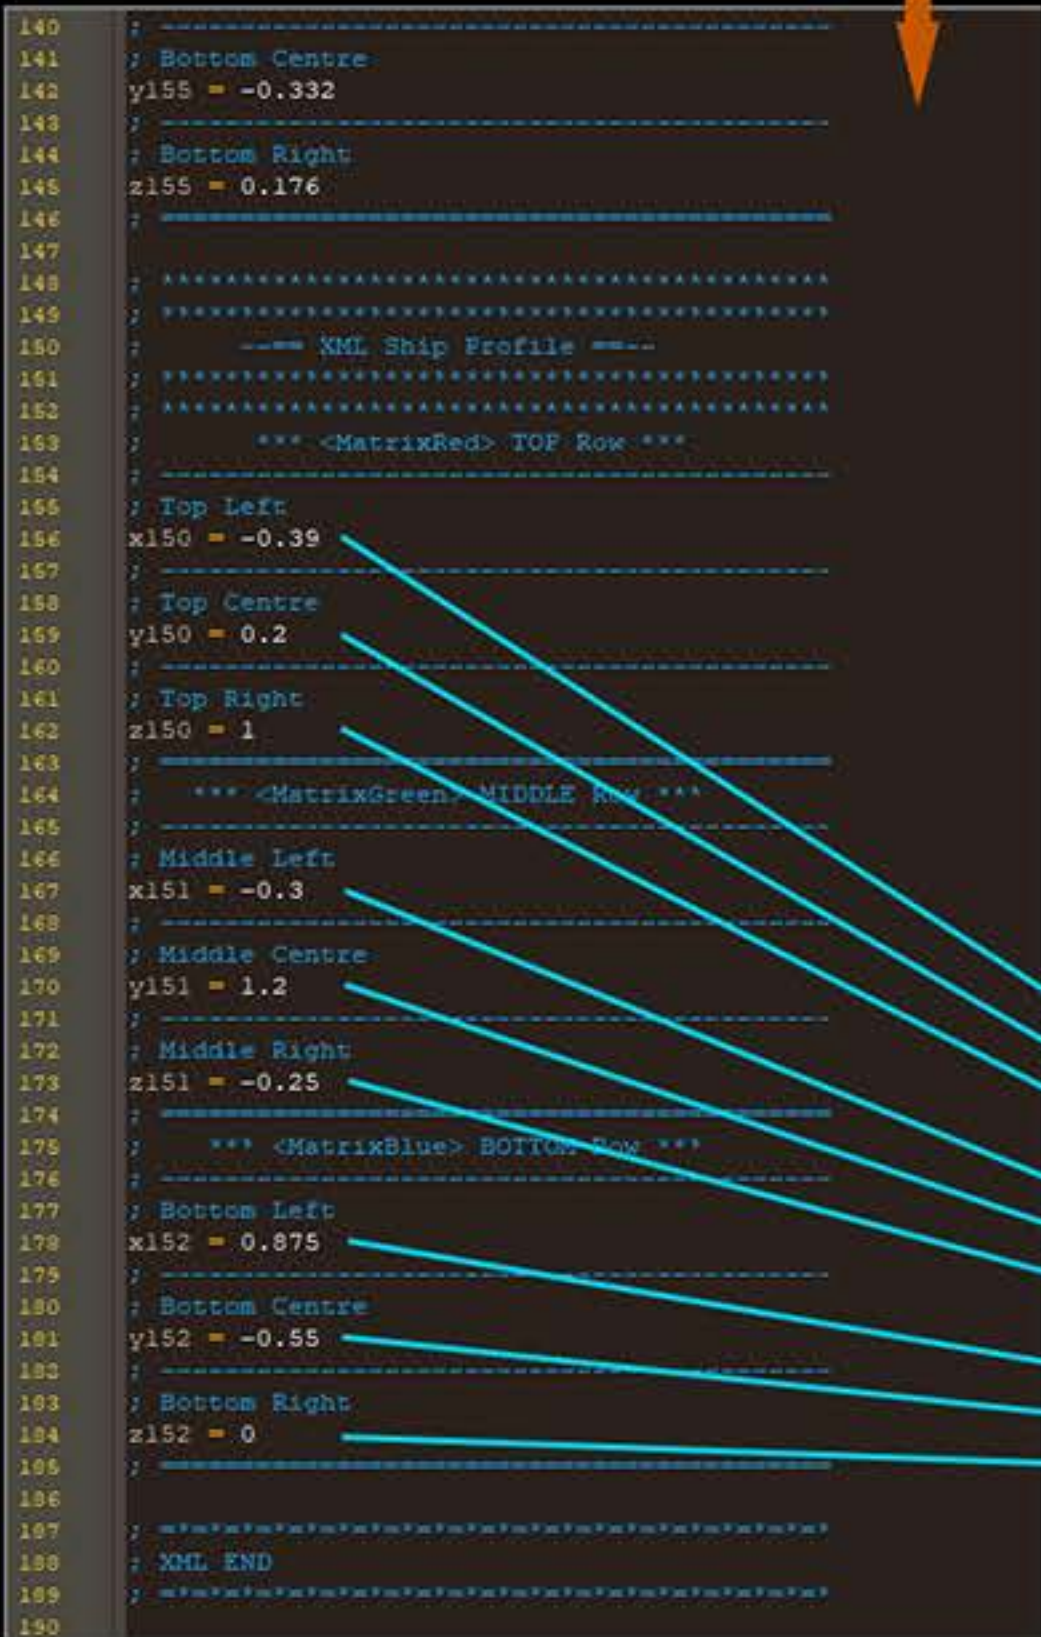 140 ; ------------------------------------------
141 ; Bottom Centre
142 y155 = -0.332
143 ; ------------------------------------------
144 ; Bottom Right
145 z155 = 0.176
146 ; ==========================================
147
148 ; ******************************************
149 ; ******************************************
150 ; --== XML Ship Profile ==--
151 ; ******************************************
152 ; ******************************************
153 ; *** <MatrixRed> TOP Row ***
154 ; ------------------------------------------
155 ; Top Left
156 x150 = -0.39
157 ; ------------------------------------------
158 ; Top Centre
159 y150 = 0.2
160 ; ------------------------------------------
161 ; Top Right
162 z150 = 1
163 ; ==========================================
164 ; *** <MatrixGreen> MIDDLE Row ***
165 ; ------------------------------------------
166 ; Middle Left
167 x151 = -0.3
168 ; ------------------------------------------
169 ; Middle Centre
170 y151 = 1.2
171 ; ------------------------------------------
172 ; Middle Right
173 z151 = -0.25
174 ; ==========================================
175 ; *** <MatrixBlue> BOTTOM Row ***
176 ; ------------------------------------------
177 ; Bottom Left
178 x152 = 0.875
179 ; ------------------------------------------
180 ; Bottom Centre
181 y152 = -0.55
182 ; ------------------------------------------
183 ; Bottom Right
184 z152 = 0
185 ; ==========================================
186
187 ; =*=*=*=*=*=*=*=*=*=*=*=*=*=*=*=*=*=*=*=*=*
188 ; XML END
189 ; =*=*=*=*=*=*=*=*=*=*=*=*=*=*=*=*=*=*=*=*=*
190